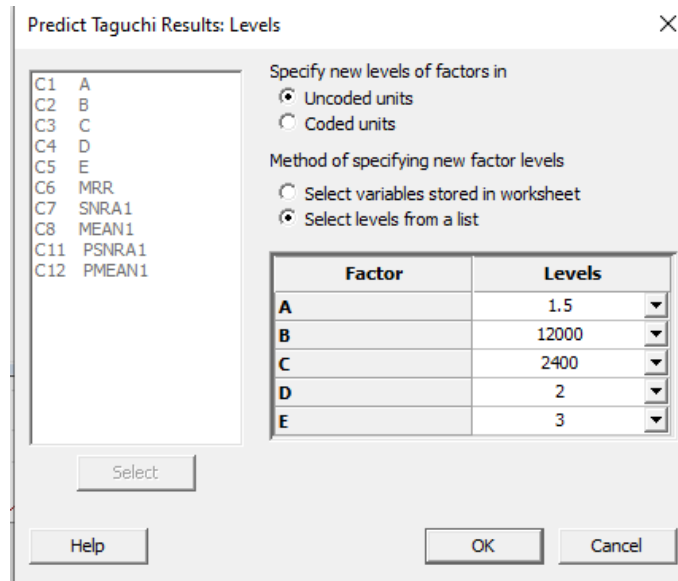 Predict Taguchi Results: Levels
C1 A
C2 B
C3 C
C4 D
C5 E
C6 MRR
C7 SNRA1
C8 MEAN1
C11 PSNRA1
C12 PMEAN1
Select
Specify new levels of factors in
Uncoded units
Coded units
Method of specifying new factor levels
Select variables stored in worksheet
Select levels from a list
Factor Levels
A 1.5
B 12000
C 2400
D 2
E 3
Help OK Cancel